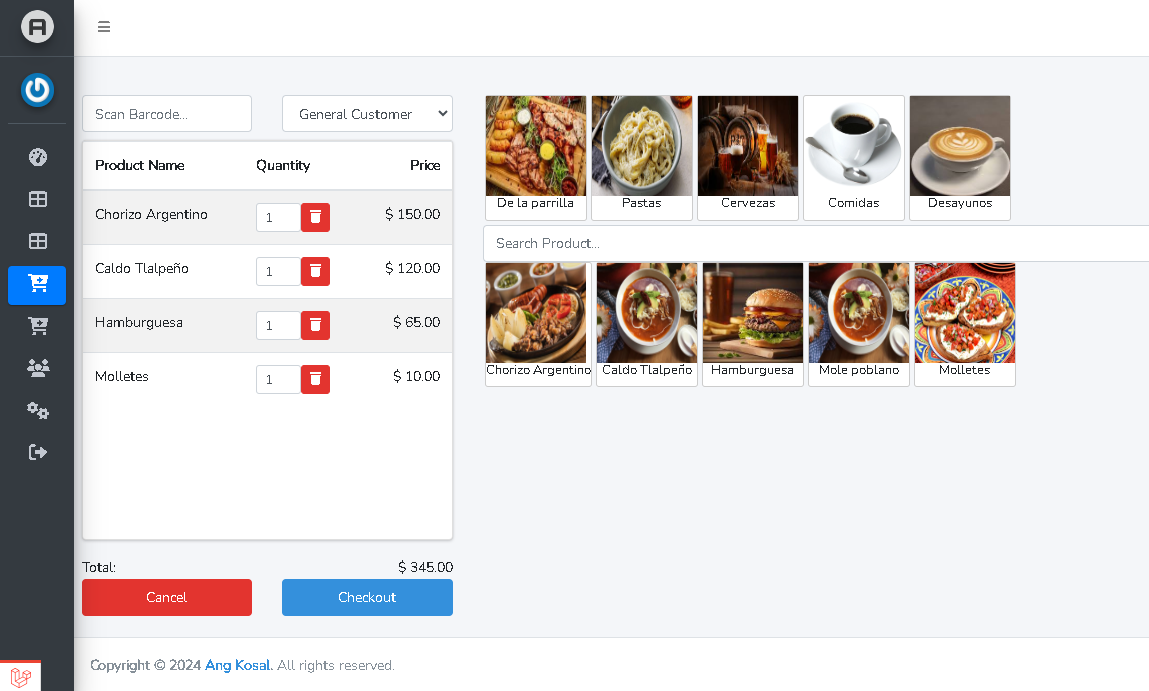 Scan Barcode...
General Customer
Product Name Quantity Price
Chorizo Argentino 1 $ 150.00
Caldo Tlalpeño 1 $ 120.00
Hamburguesa 1 $ 65.00
Molletes 1 $ 10.00
Total: $ 345.00
Cancel Checkout
De la parrilla Pastas Cervezas Comidas Desayunos
Search Product...
Chorizo Argentino Caldo Tlalpeño Hamburguesa Mole poblano Molletes
Copyright © 2024 Ang Kosal. All rights reserved.